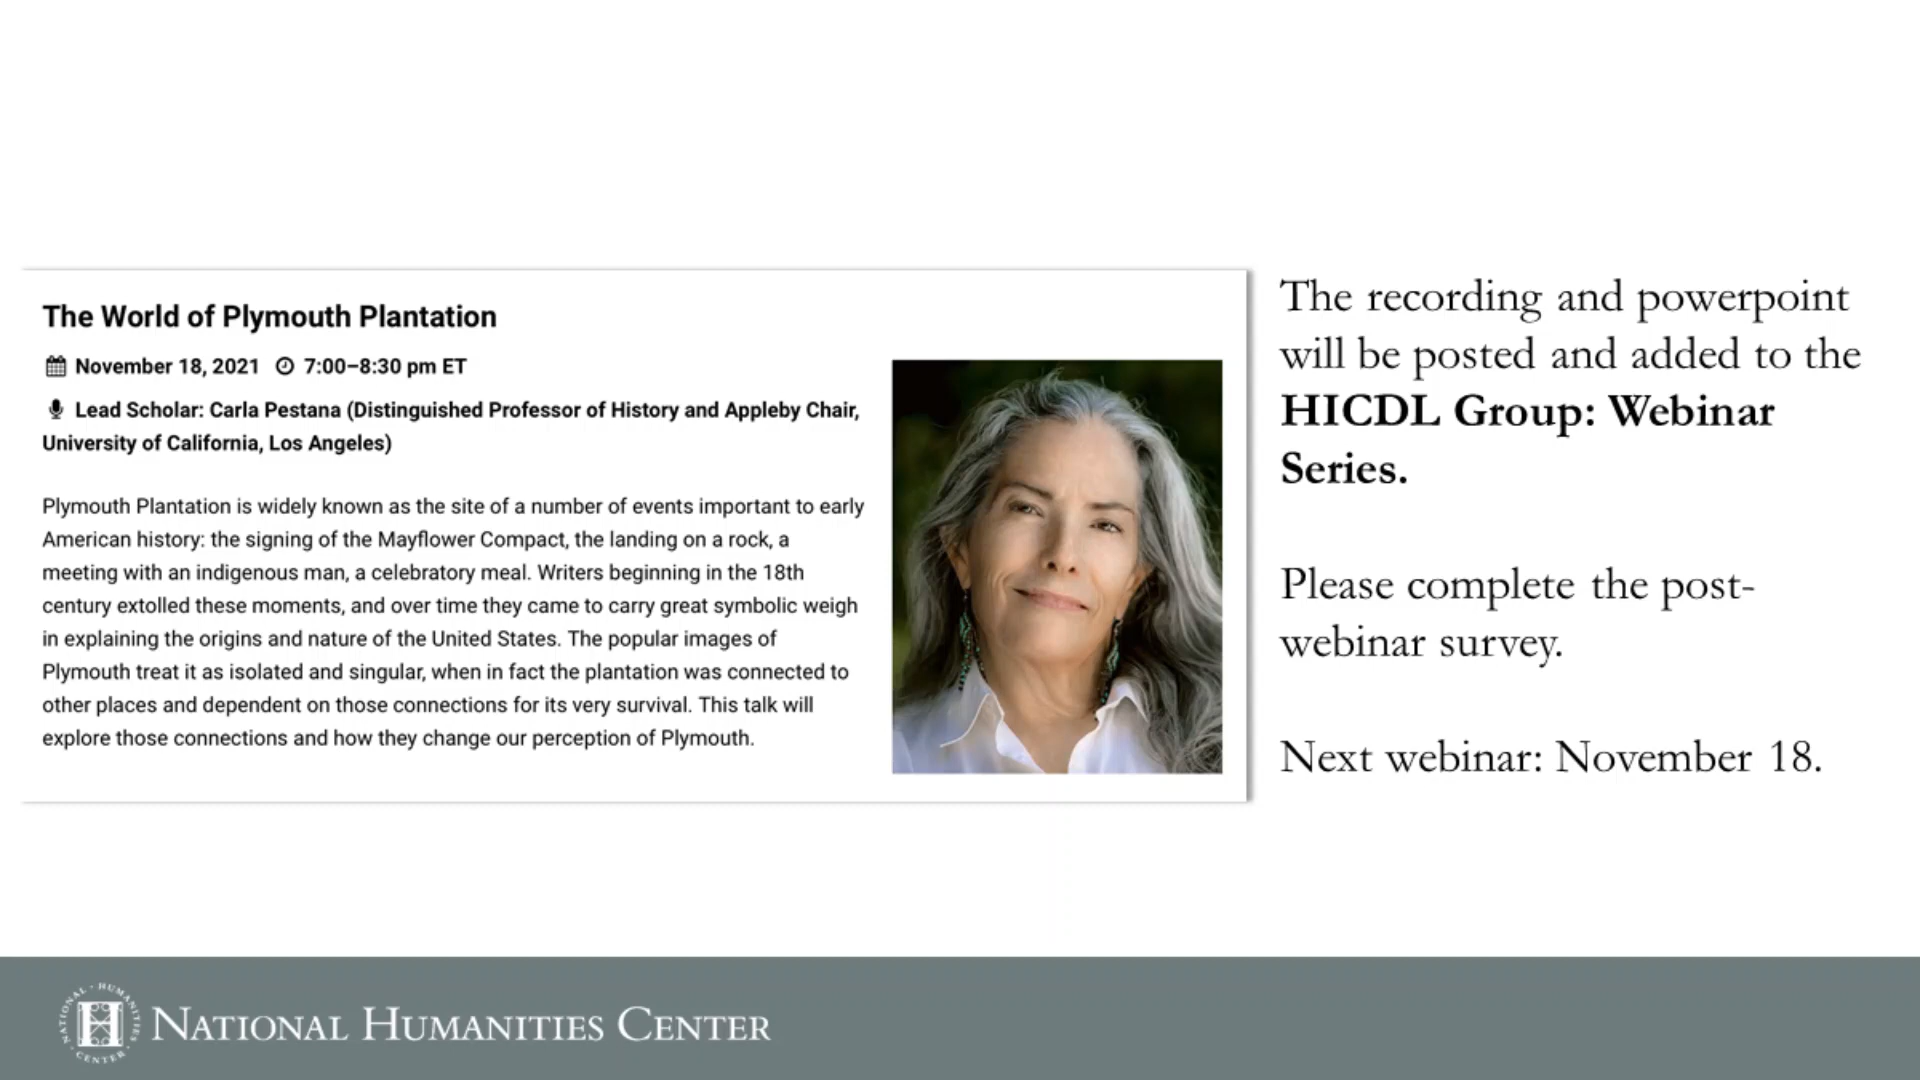 The World of Plymouth Plantation
November 18, 2021 7:00–8:30 pm ET
Lead Scholar: Carla Pestana (Distinguished Professor of History and Appleby Chair,
University of California, Los Angeles)
Plymouth Plantation is widely known as the site of a number of events important to early
American history: the signing of the Mayflower Compact, the landing on a rock, a
meeting with an indigenous man, a celebratory meal. Writers beginning in the 18th
century extolled these moments, and over time they came to carry great symbolic weigh
in explaining the origins and nature of the United States. The popular images of
Plymouth treat it as isolated and singular, when in fact the plantation was connected to
other places and dependent on those connections for its very survival. This talk will
explore those connections and how they change our perception of Plymouth.
The recording and powerpoint
will be posted and added to the
HICDL Group: Webinar
Series.
Please complete the post-
webinar survey.
Next webinar: November 18.
NATIONAL · HUMANITIES · CENTER
NATIONAL HUMANITIES CENTER